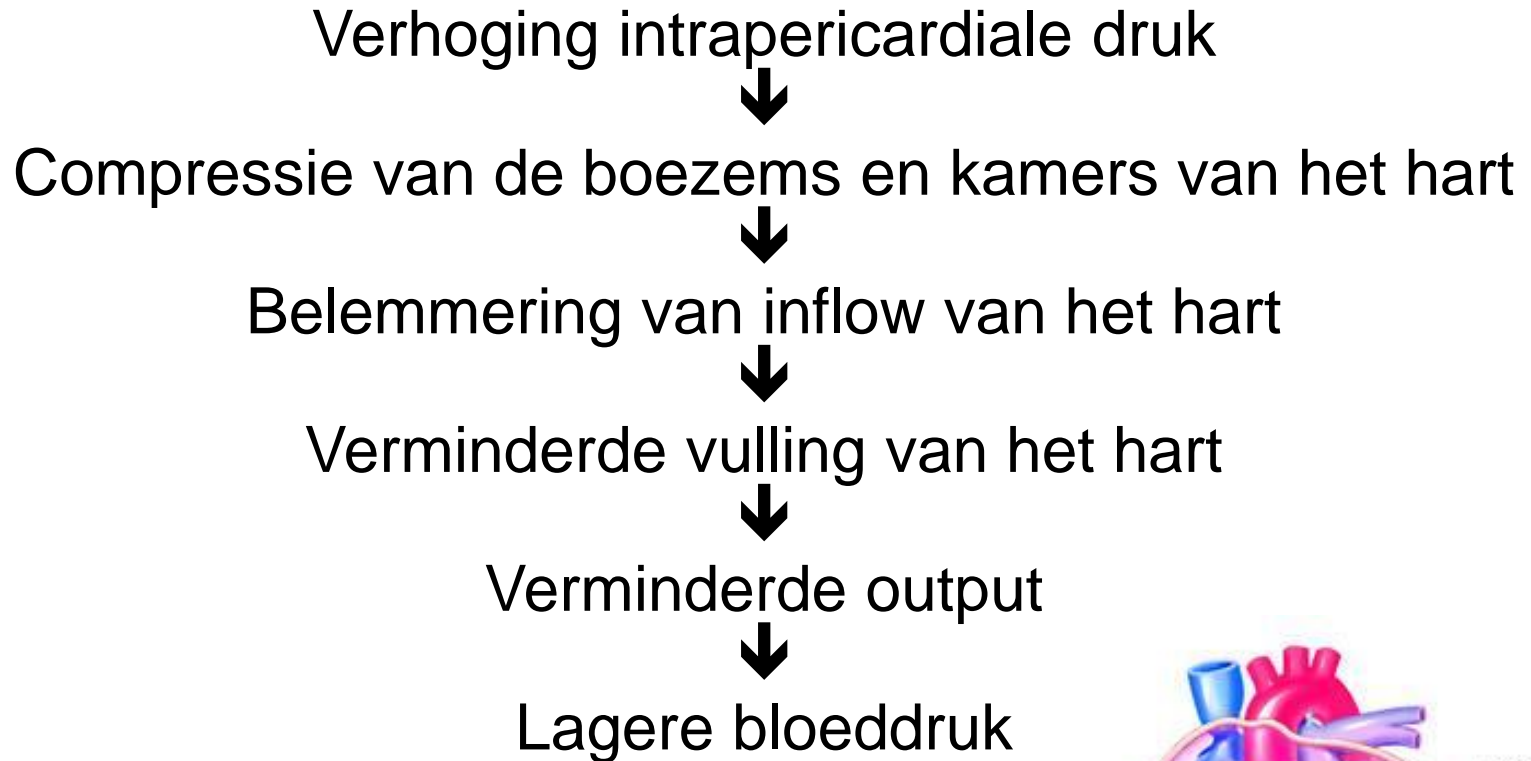 Verhoging intrapericardiale druk
Compressie van de boezems en kamers van het hart
Belemmering van inflow van het hart
Verminderde vulling van het hart
Verminderde output
Lagere bloeddruk